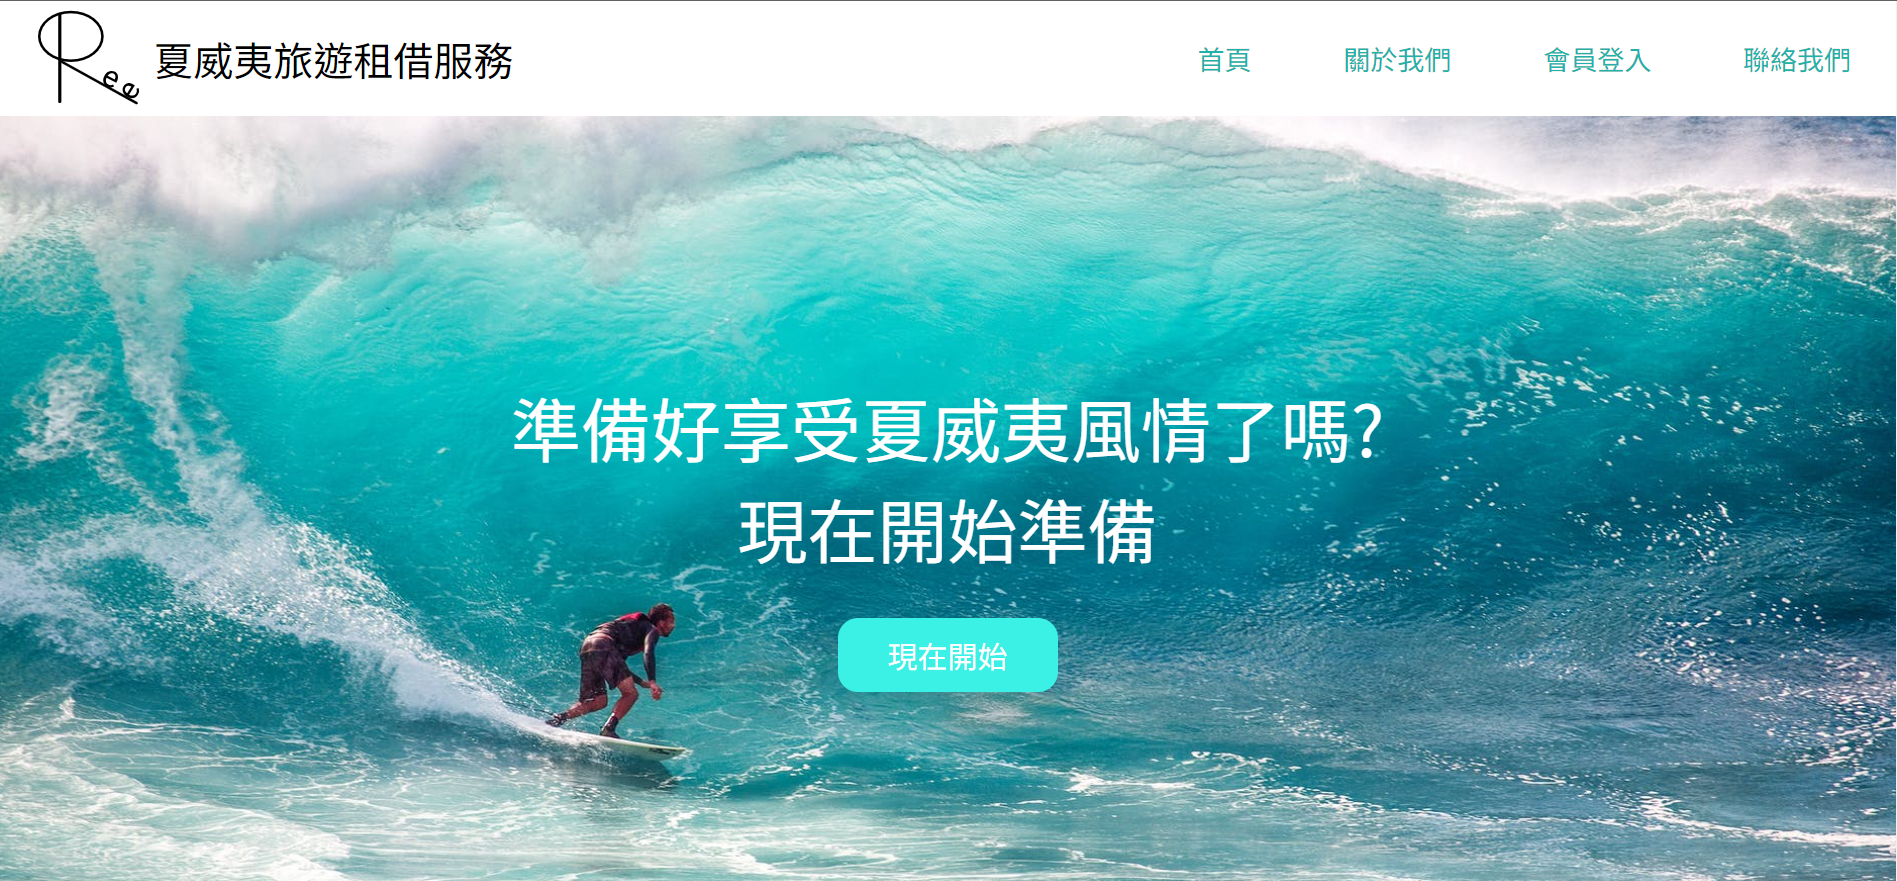 Ree
夏威夷旅遊租借服務
首頁
關於我們
會員登入
聯絡我們
準備好享受夏威夷風情了嗎?
現在開始準備
現在開始